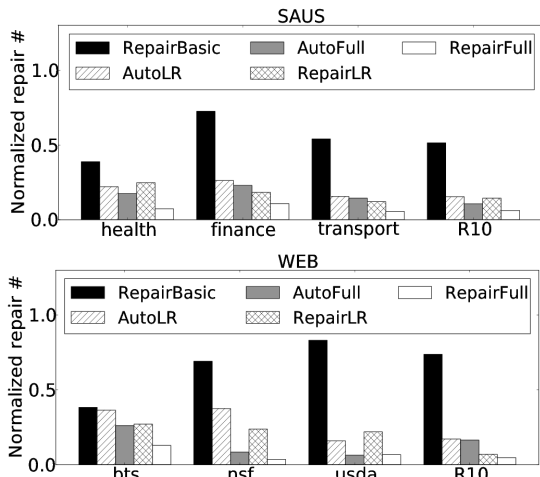 SAUS
Normalized repair #
RepairBasic AutoFull RepairFull
AutoLR RepairLR
1.0
0.5
0.0
health finance transport R10
WEB
Normalized repair #
RepairBasic AutoFull RepairFull
AutoLR RepairLR
1.0
0.5
0.0
bts nsf usda R10